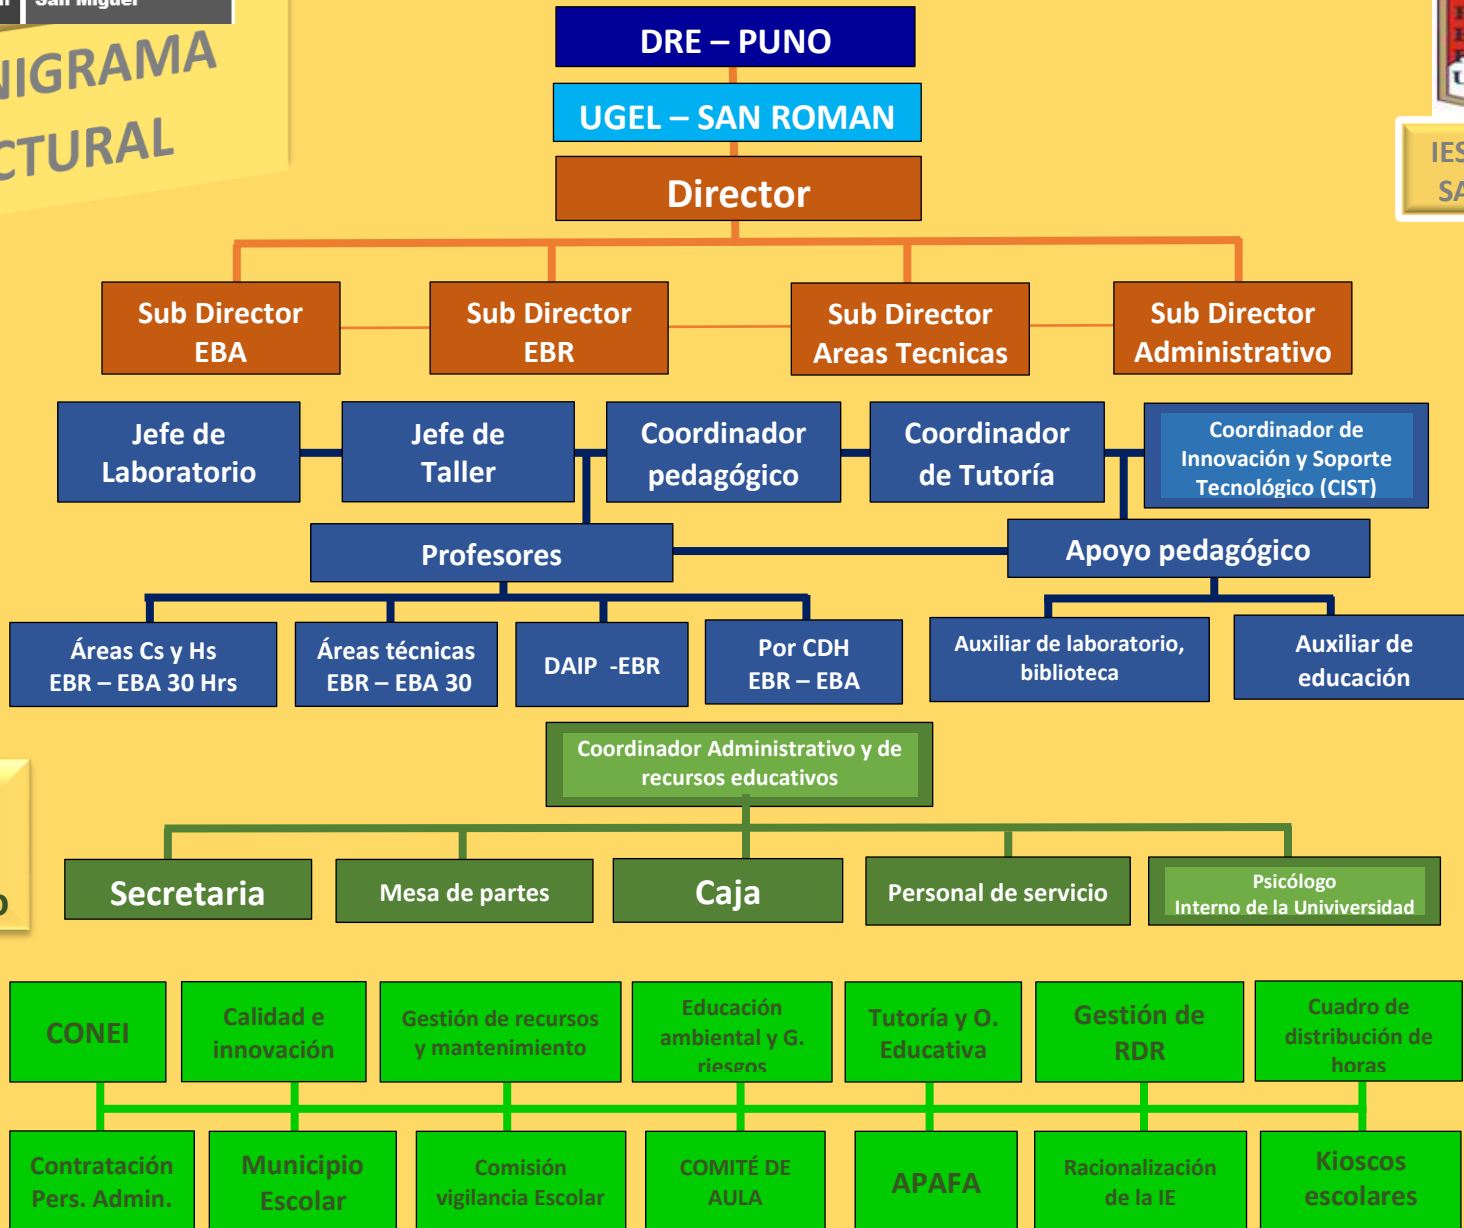 San Miguel
DRE – PUNO
UGEL – SAN ROMAN
Director
Sub Director
EBA
Sub Director
EBR
Sub Director
Areas Tecnicas
Sub Director
Administrativo
Jefe de
Laboratorio
Jefe de
Taller
Coordinador
pedagógico
Coordinador
de Tutoría
Coordinador de
Innovación y Soporte
Tecnológico (CIST)
Profesores
Apoyo pedagógico
Áreas Cs y Hs
EBR – EBA 30 Hrs
Áreas técnicas
EBR – EBA 30
DAIP -EBR
Por CDH
EBR – EBA
Auxiliar de laboratorio,
biblioteca
Auxiliar de
educación
Coordinador Administrativo y de
recursos educativos
Secretaria
Mesa de partes
Caja
Personal de servicio
Psicólogo
Interno de la Univiversidad
CONEI
Calidad e
innovación
Gestión de recursos
y mantenimiento
Educación
ambiental y G.
riesgos
Tutoría y O.
Educativa
Gestión de
RDR
Cuadro de
distribución de
horas
Contratación
Pers. Admin.
Municipio
Escolar
Comisión
vigilancia Escolar
COMITÉ DE
AULA
APAFA
Racionalización
de la IE
Kioscos
escolares